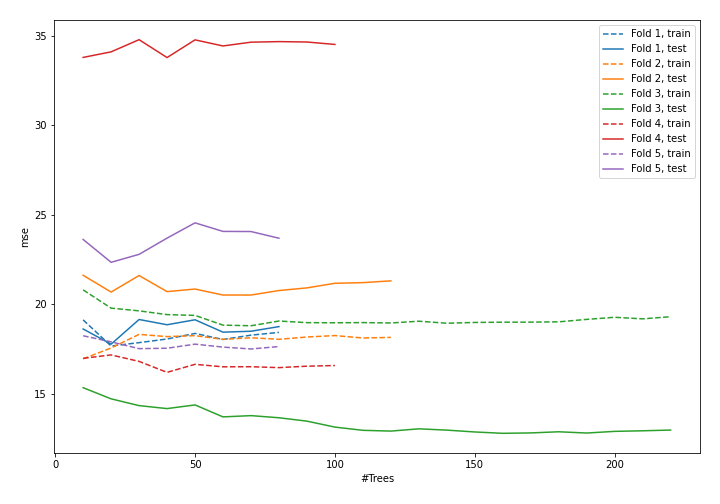 35
30
25
20
15
mse
0
50
100
150
200
#Trees
Fold 1, train
Fold 1, test
Fold 2, train
Fold 2, test
Fold 3, train
Fold 3, test
Fold 4, train
Fold 4, test
Fold 5, train
Fold 5, test